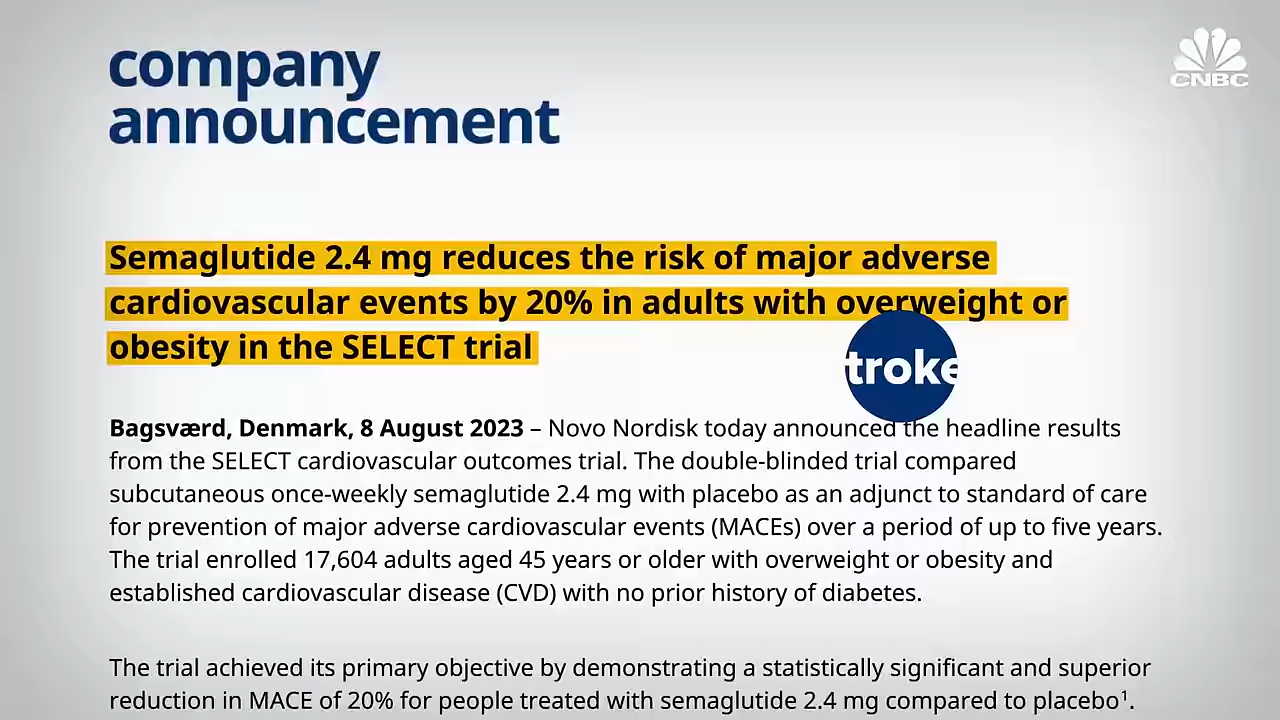 company
announcement
CNBC
Semaglutide 2.4 mg reduces the risk of major adverse
cardiovascular events by 20% in adults with overweight or
obesity in the SELECT trial
troke
Bagsværd, Denmark, 8 August 2023 – Novo Nordisk today announced the headline results
from the SELECT cardiovascular outcomes trial. The double-blinded trial compared
subcutaneous once-weekly semaglutide 2.4 mg with placebo as an adjunct to standard of care
for prevention of major adverse cardiovascular events (MACEs) over a period of up to five years.
The trial enrolled 17,604 adults aged 45 years or older with overweight or obesity and
established cardiovascular disease (CVD) with no prior history of diabetes.
The trial achieved its primary objective by demonstrating a statistically significant and superior
reduction in MACE of 20% for people treated with semaglutide 2.4 mg compared to placebo¹.